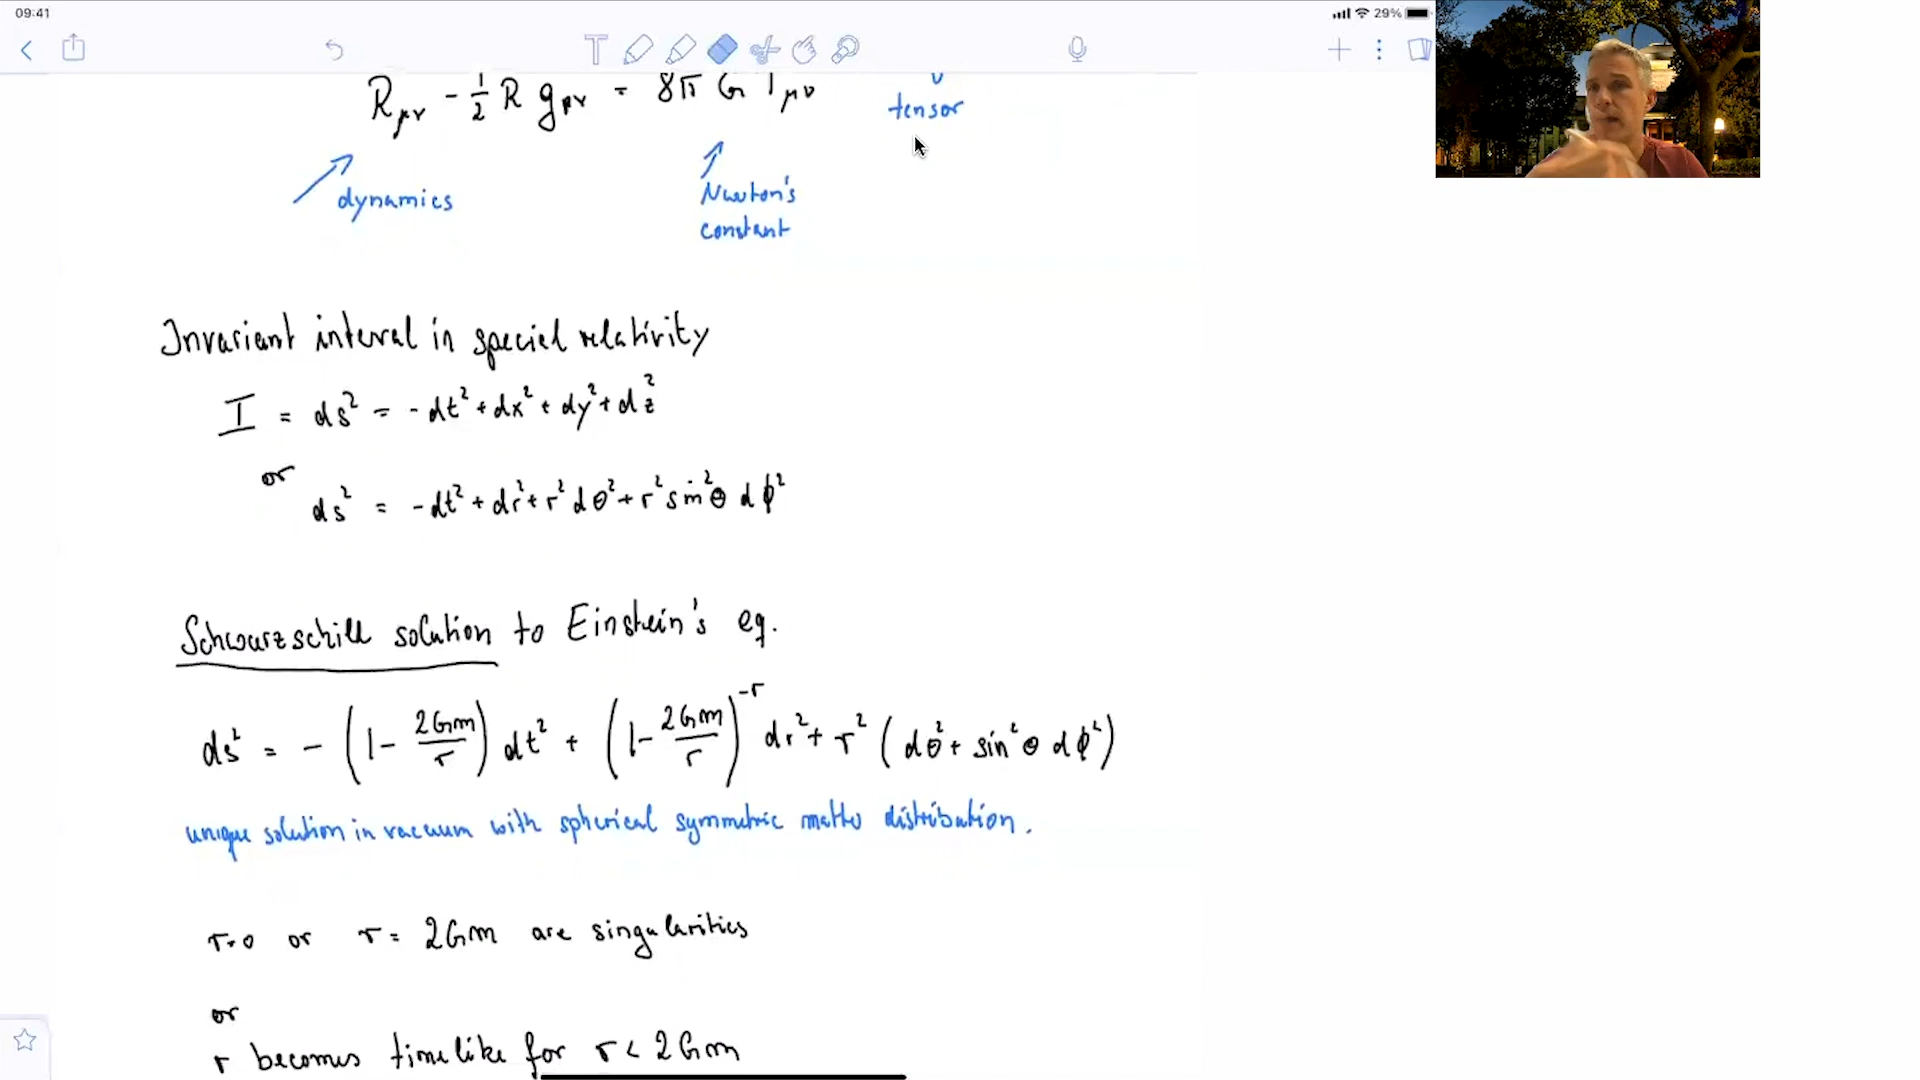 09:41
29%
R_μν - 1/2 R g_μν = 8π G T_μν
tensor
dynamics
Newton's
constant
Invariant interval in special relativity
I = ds² = - dt² + dx² + dy² + dz²
or
ds² = - dt² + dr² + r² dθ² + r² sin²θ dϕ²
Schwarzschild solution to Einstein's eq.
ds² = - (1 - 2Gm/r) dt² + (1 - 2Gm/r)^-1 dr² + r² (dθ² + sin²θ dϕ²)
unique solution in vacuum with spherical symmetric matter distribution.
r=0 or r = 2Gm are singularities
or
r becomes timelike for r < 2Gm